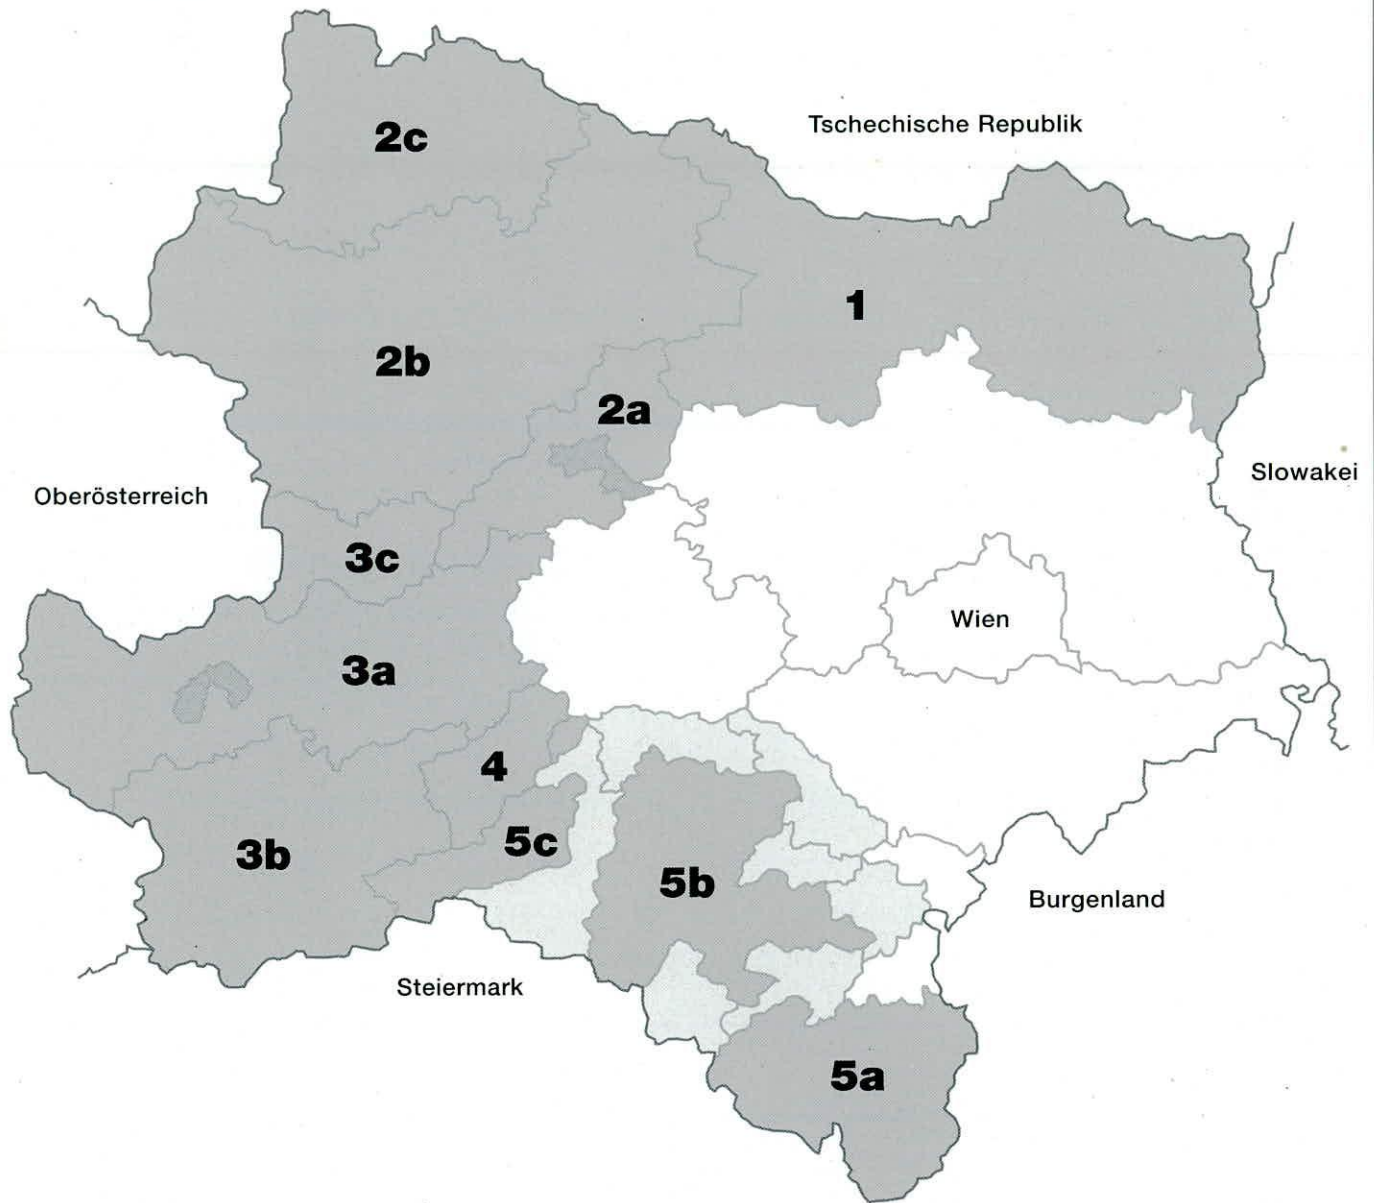 Tschechische Republik
2c
1
2b
2a
Oberösterreich
Slowakei
3c
Wien
3a
4
5c
3b
5b
Burgenland
Steiermark
5a